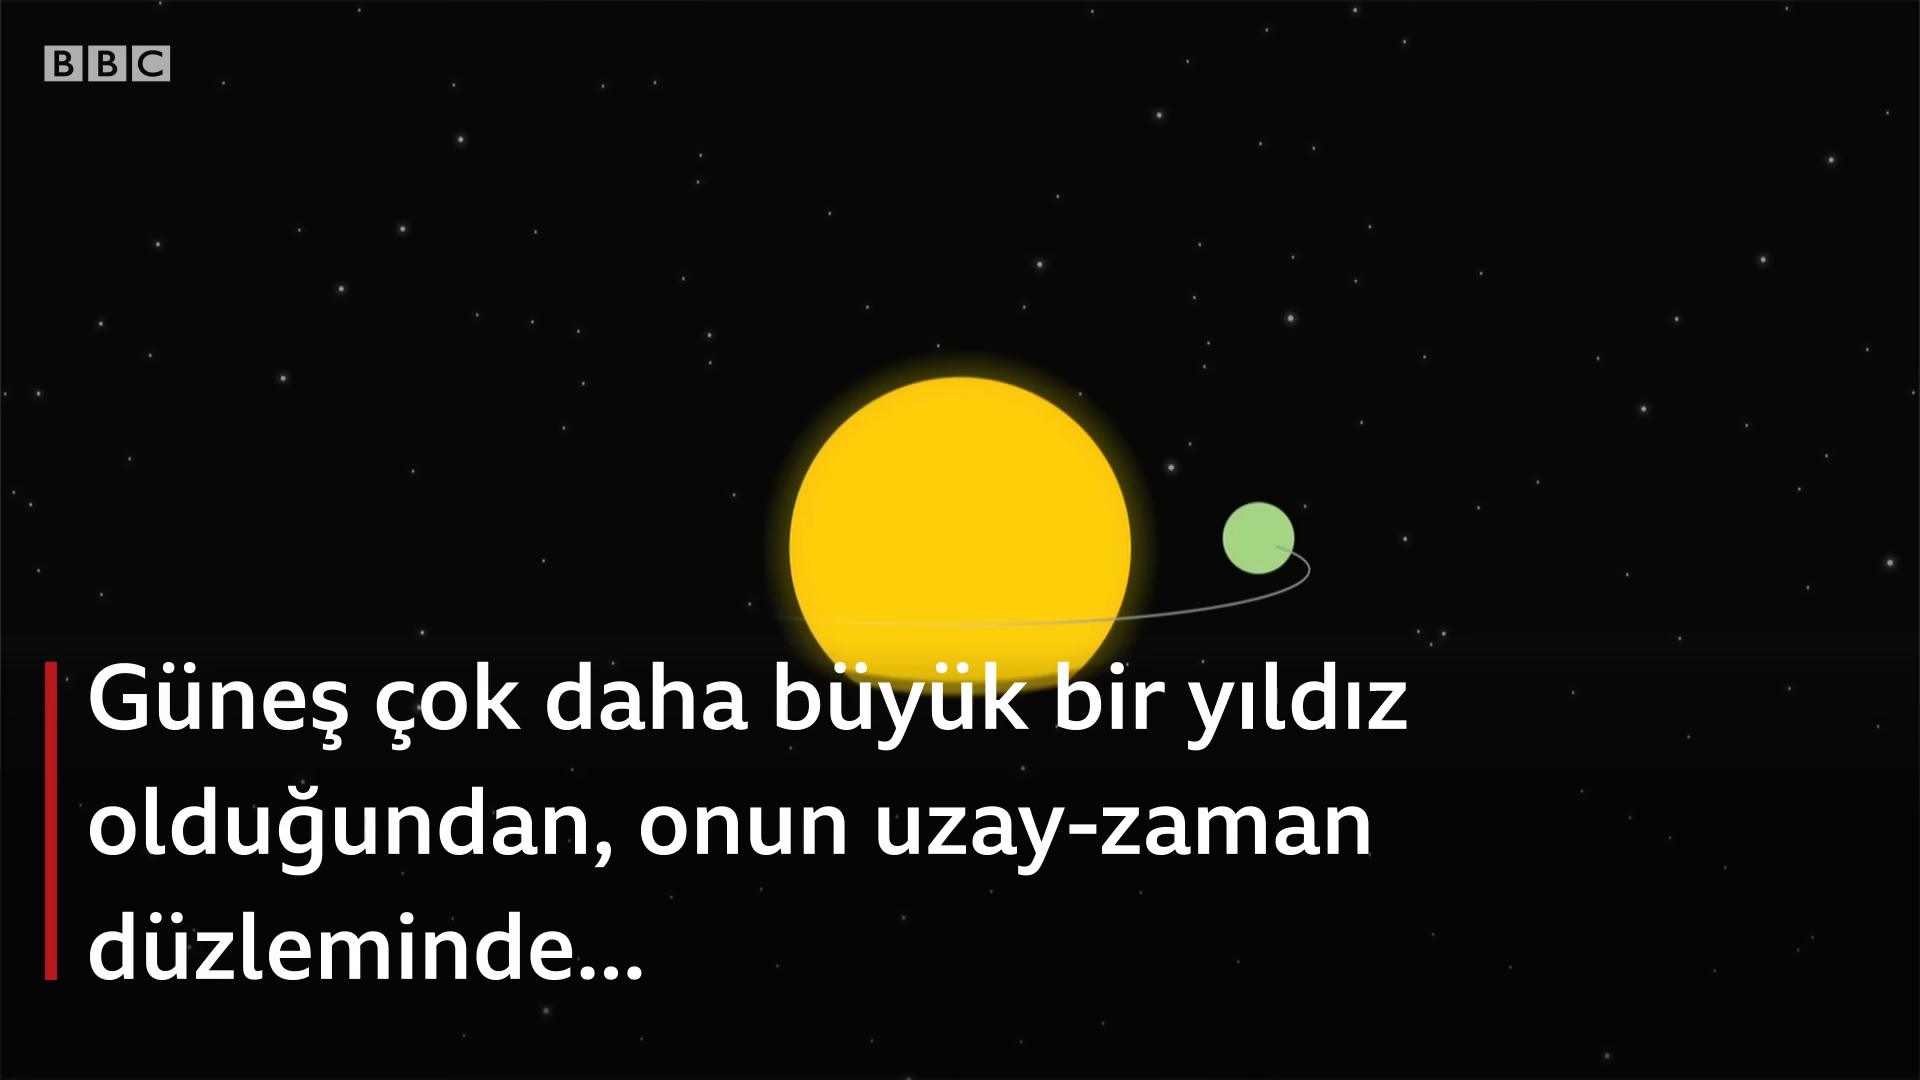 BBC
Güneş çok daha büyük bir yıldız
olduğundan, onun uzay-zaman
düzleminde...